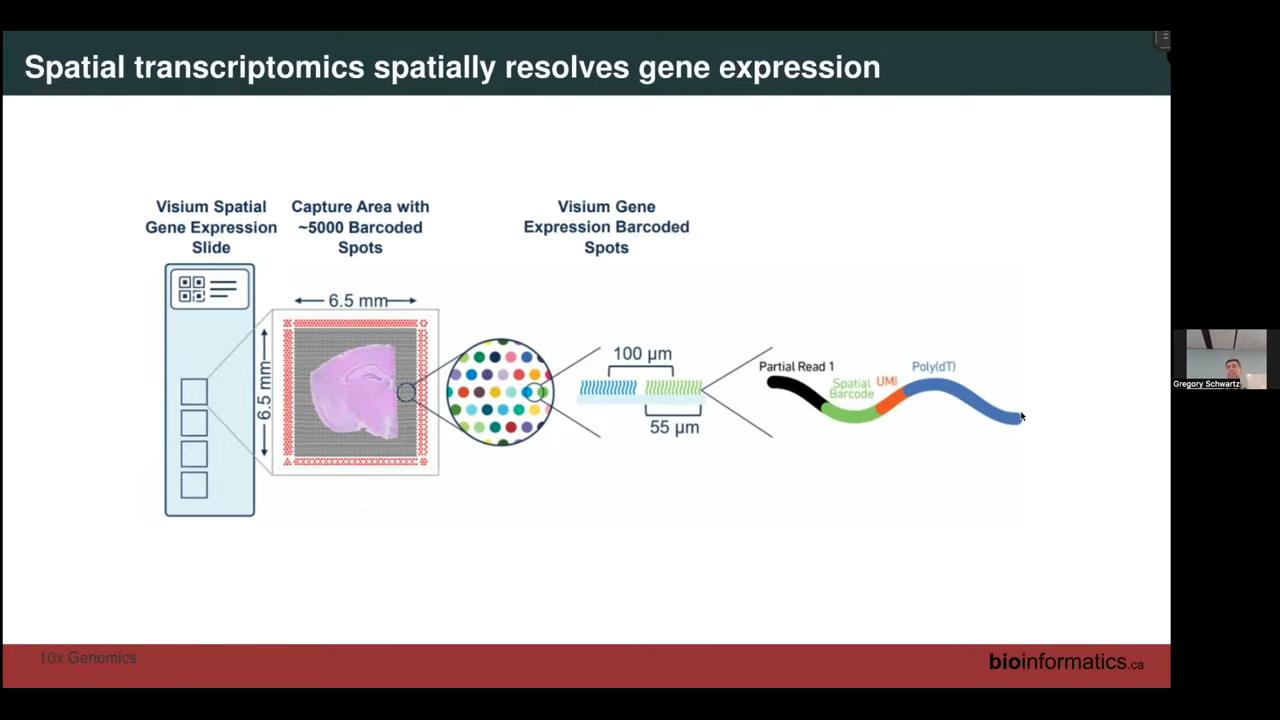 Spatial transcriptomics spatially resolves gene expression
Visium Spatial
Gene Expression
Slide
Capture Area with
~5000 Barcoded
Spots
Visium Gene
Expression Barcoded
Spots
6.5 mm
6.5 mm
100 µm
55 µm
Partial Read 1
Spatial
Barcode
UMI
Poly(dT)
Gregory Schwartz
10x Genomics
bioinformatics.ca